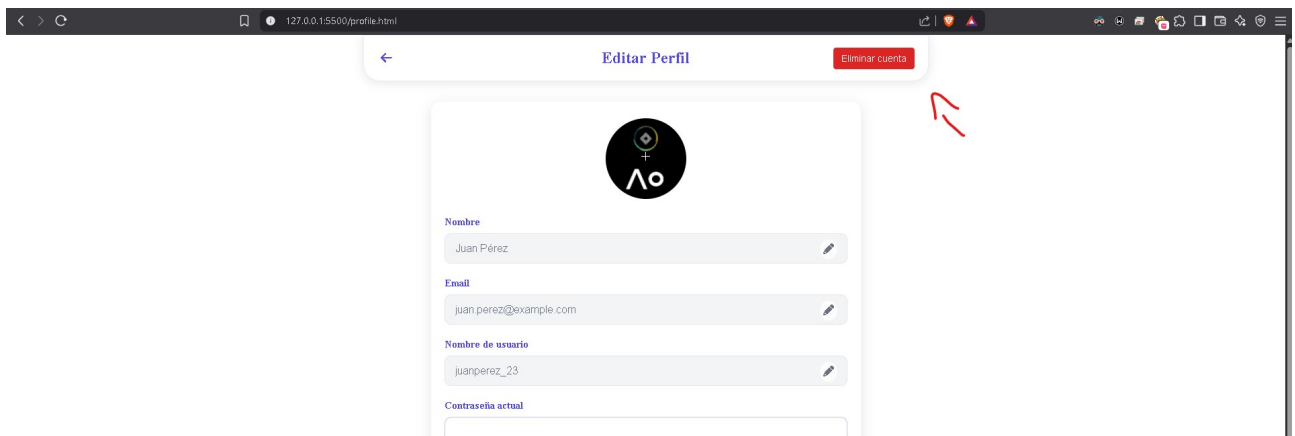 127.0.0.1:5500/profile.html
Editar Perfil
Eliminar cuenta
Nombre
Juan Pérez
Email
juan.perez@example.com
Nombre de usuario
juanperez_23
Contraseña actual